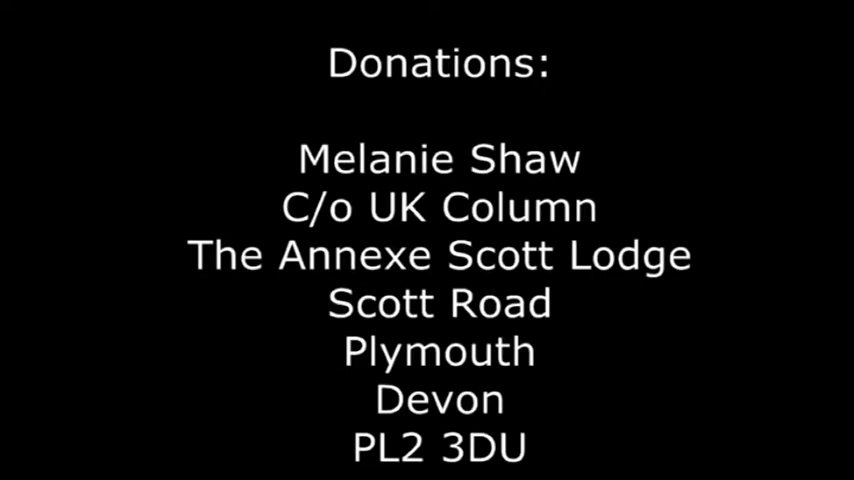 Donations:
Melanie Shaw
C/o UK Column
The Annexe Scott Lodge
Scott Road
Plymouth
Devon
PL2 3DU